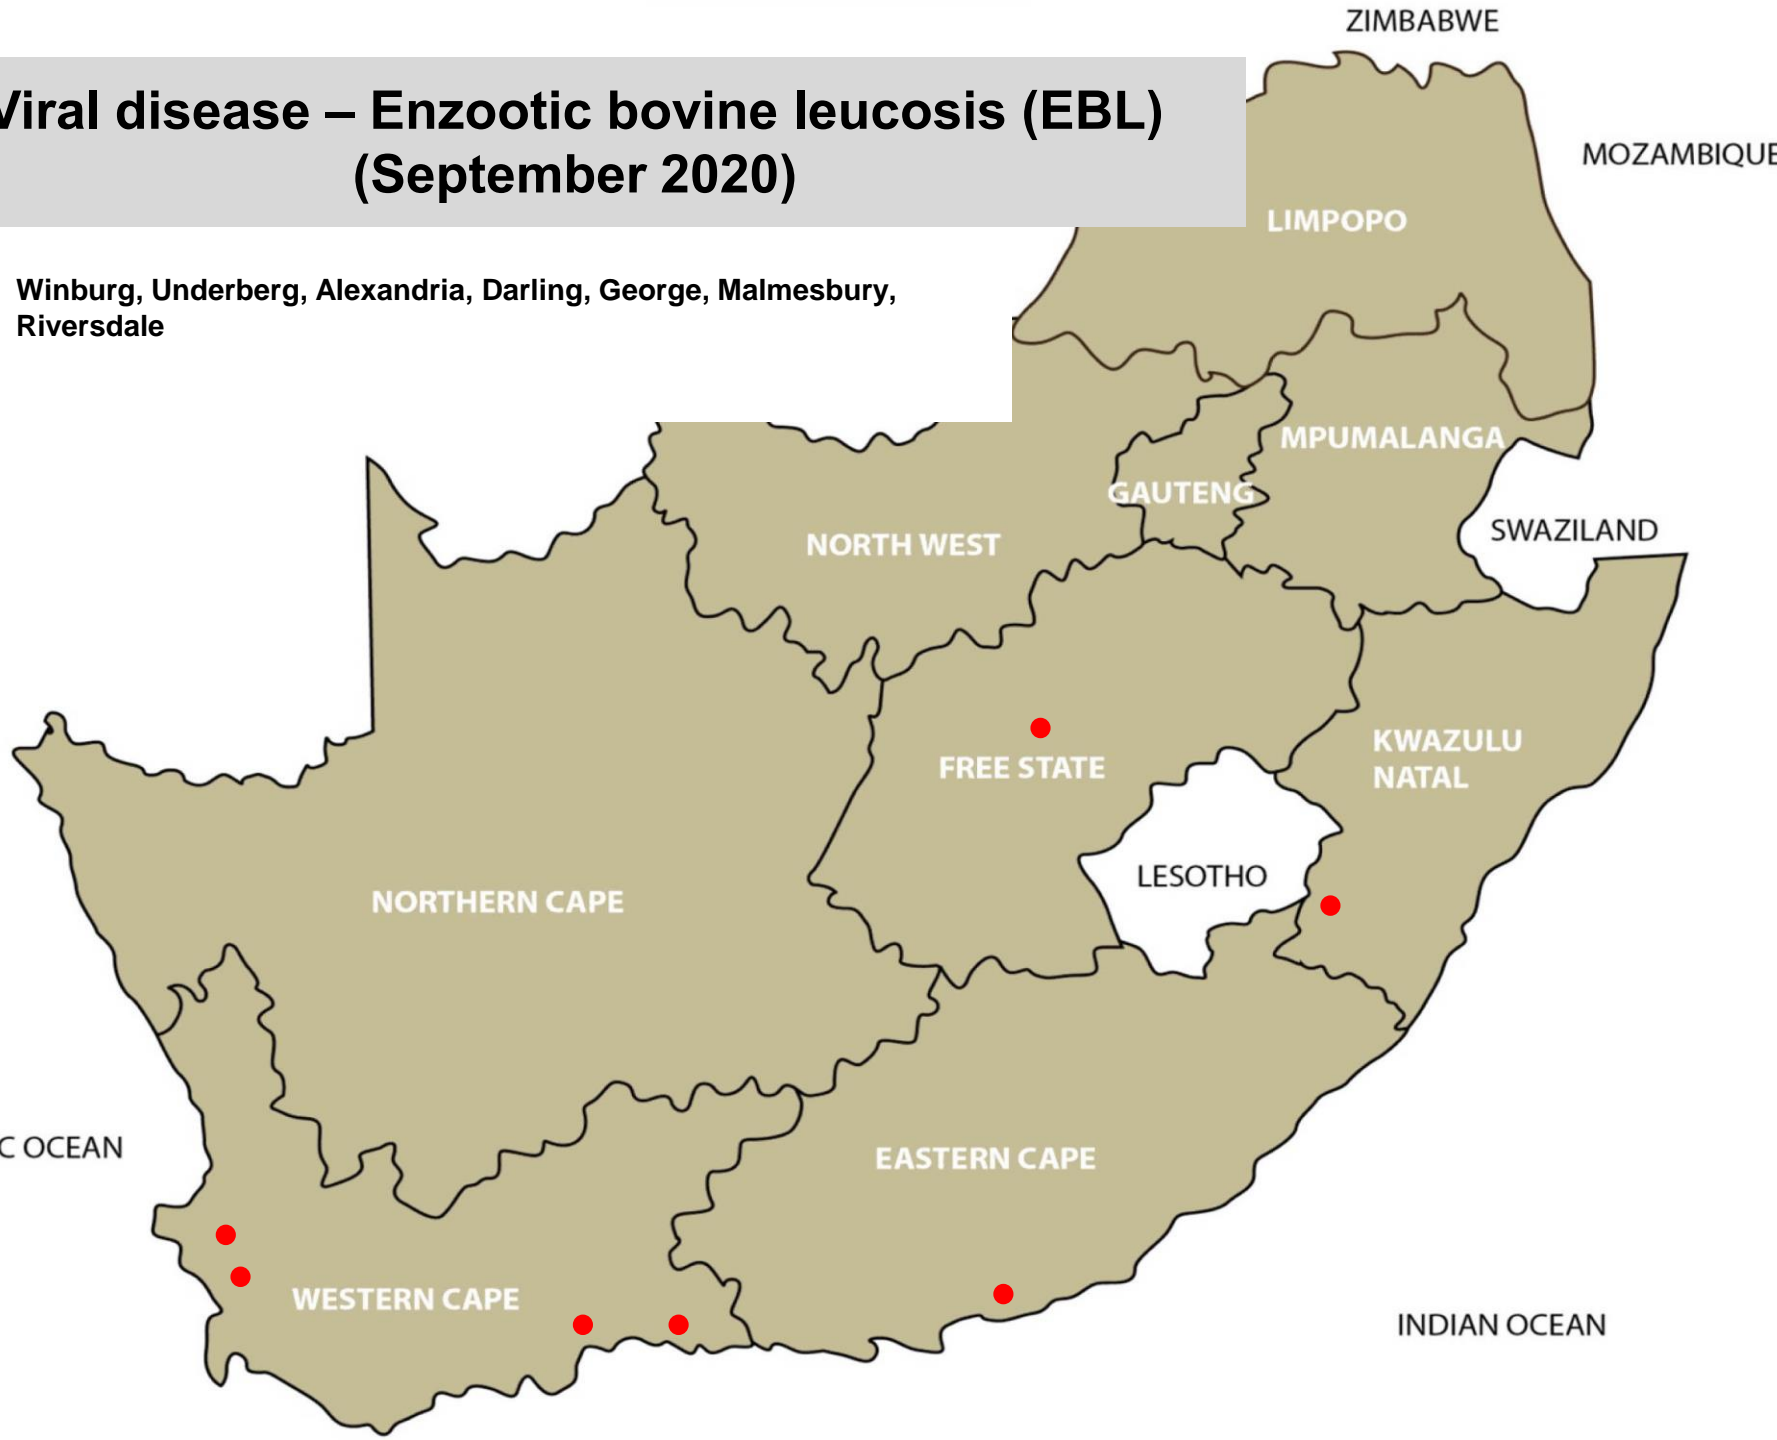 ZIMBABWE
Viral disease – Enzootic bovine leucosis (EBL)
(September 2020)
MOZAMBIQUE
LIMPOPO
Winburg, Underberg, Alexandria, Darling, George, Malmesbury,
Riversdale
MPUMALANGA
GAUTENG
NORTH WEST
SWAZILAND
KWAZULU
NATAL
FREE STATE
LESOTHO
NORTHERN CAPE
C OCEAN
EASTERN CAPE
WESTERN CAPE
INDIAN OCEAN